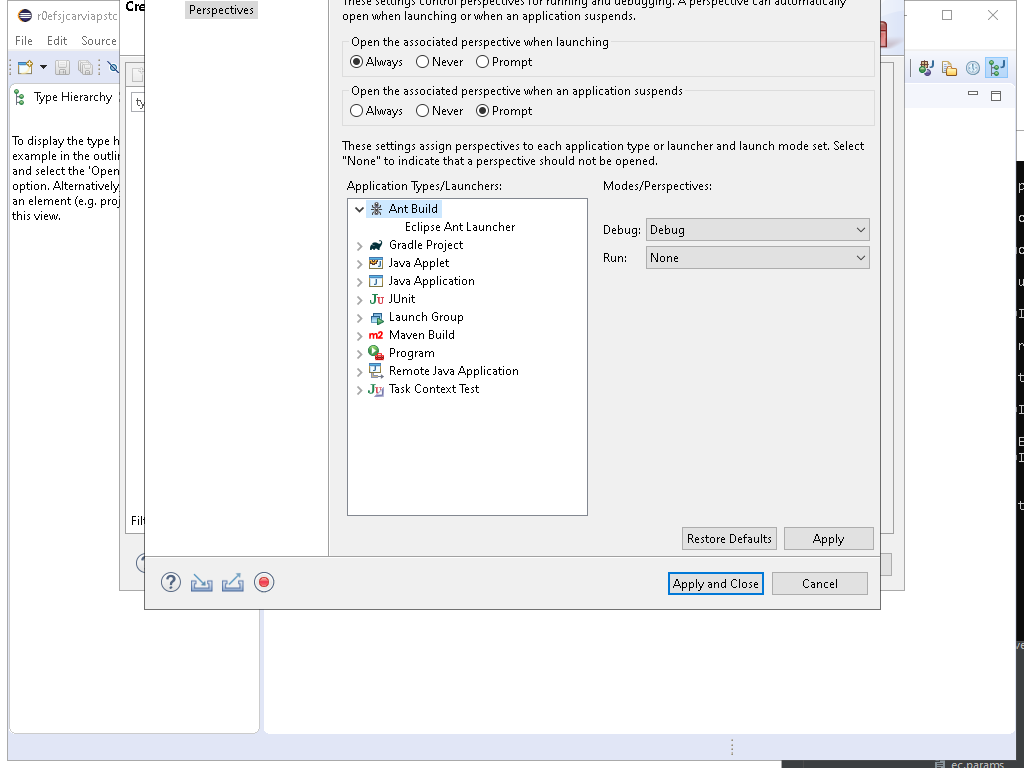 r0efsjcarviapstc
Cre
Perspectives
These settings control perspectives for running and debugging. A perspective can automatically
open when launching or when an application suspends.
File Edit Source
Open the associated perspective when launching
Always Never Prompt
Type Hierarchy
Open the associated perspective when an application suspends
Always Never Prompt
To display the type h
example in the outlin
and select the 'Open
option. Alternatively
an element (e.g. proj
this view.
These settings assign perspectives to each application type or launcher and launch mode set. Select
"None" to indicate that a perspective should not be opened.
Application Types/Launchers:
Modes/Perspectives:
Ant Build
Eclipse Ant Launcher
Gradle Project
Java Applet
Java Application
JUnit
Launch Group
Maven Build
Program
Remote Java Application
Task Context Test
Debug: Debug
Run: None
Filt
Restore Defaults Apply
Apply and Close Cancel
ec.params